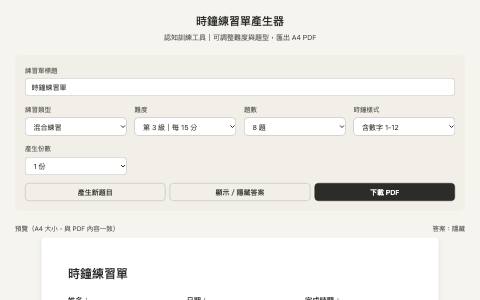 時鐘練習單產生器
認知訓練工具｜可調整難度與題型，匯出 A4 PDF
練習單標題
時鐘練習單
練習類型 難度 題數 時鐘樣式
混合練習 第 3 級｜每 15 分 8 題 含數字 1-12
產生份數
1 份
產生新題目 顯示 / 隱藏答案 下載 PDF
預覽（A4 大小，與 PDF 內容一致） 答案：隱藏
時鐘練習單
姓名： 日期： 完成時間：